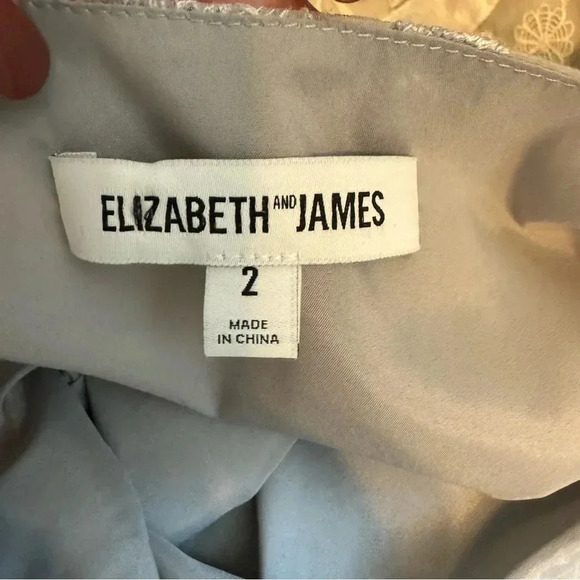 ELIZABETH AND JAMES
2
MADE
IN CHINA